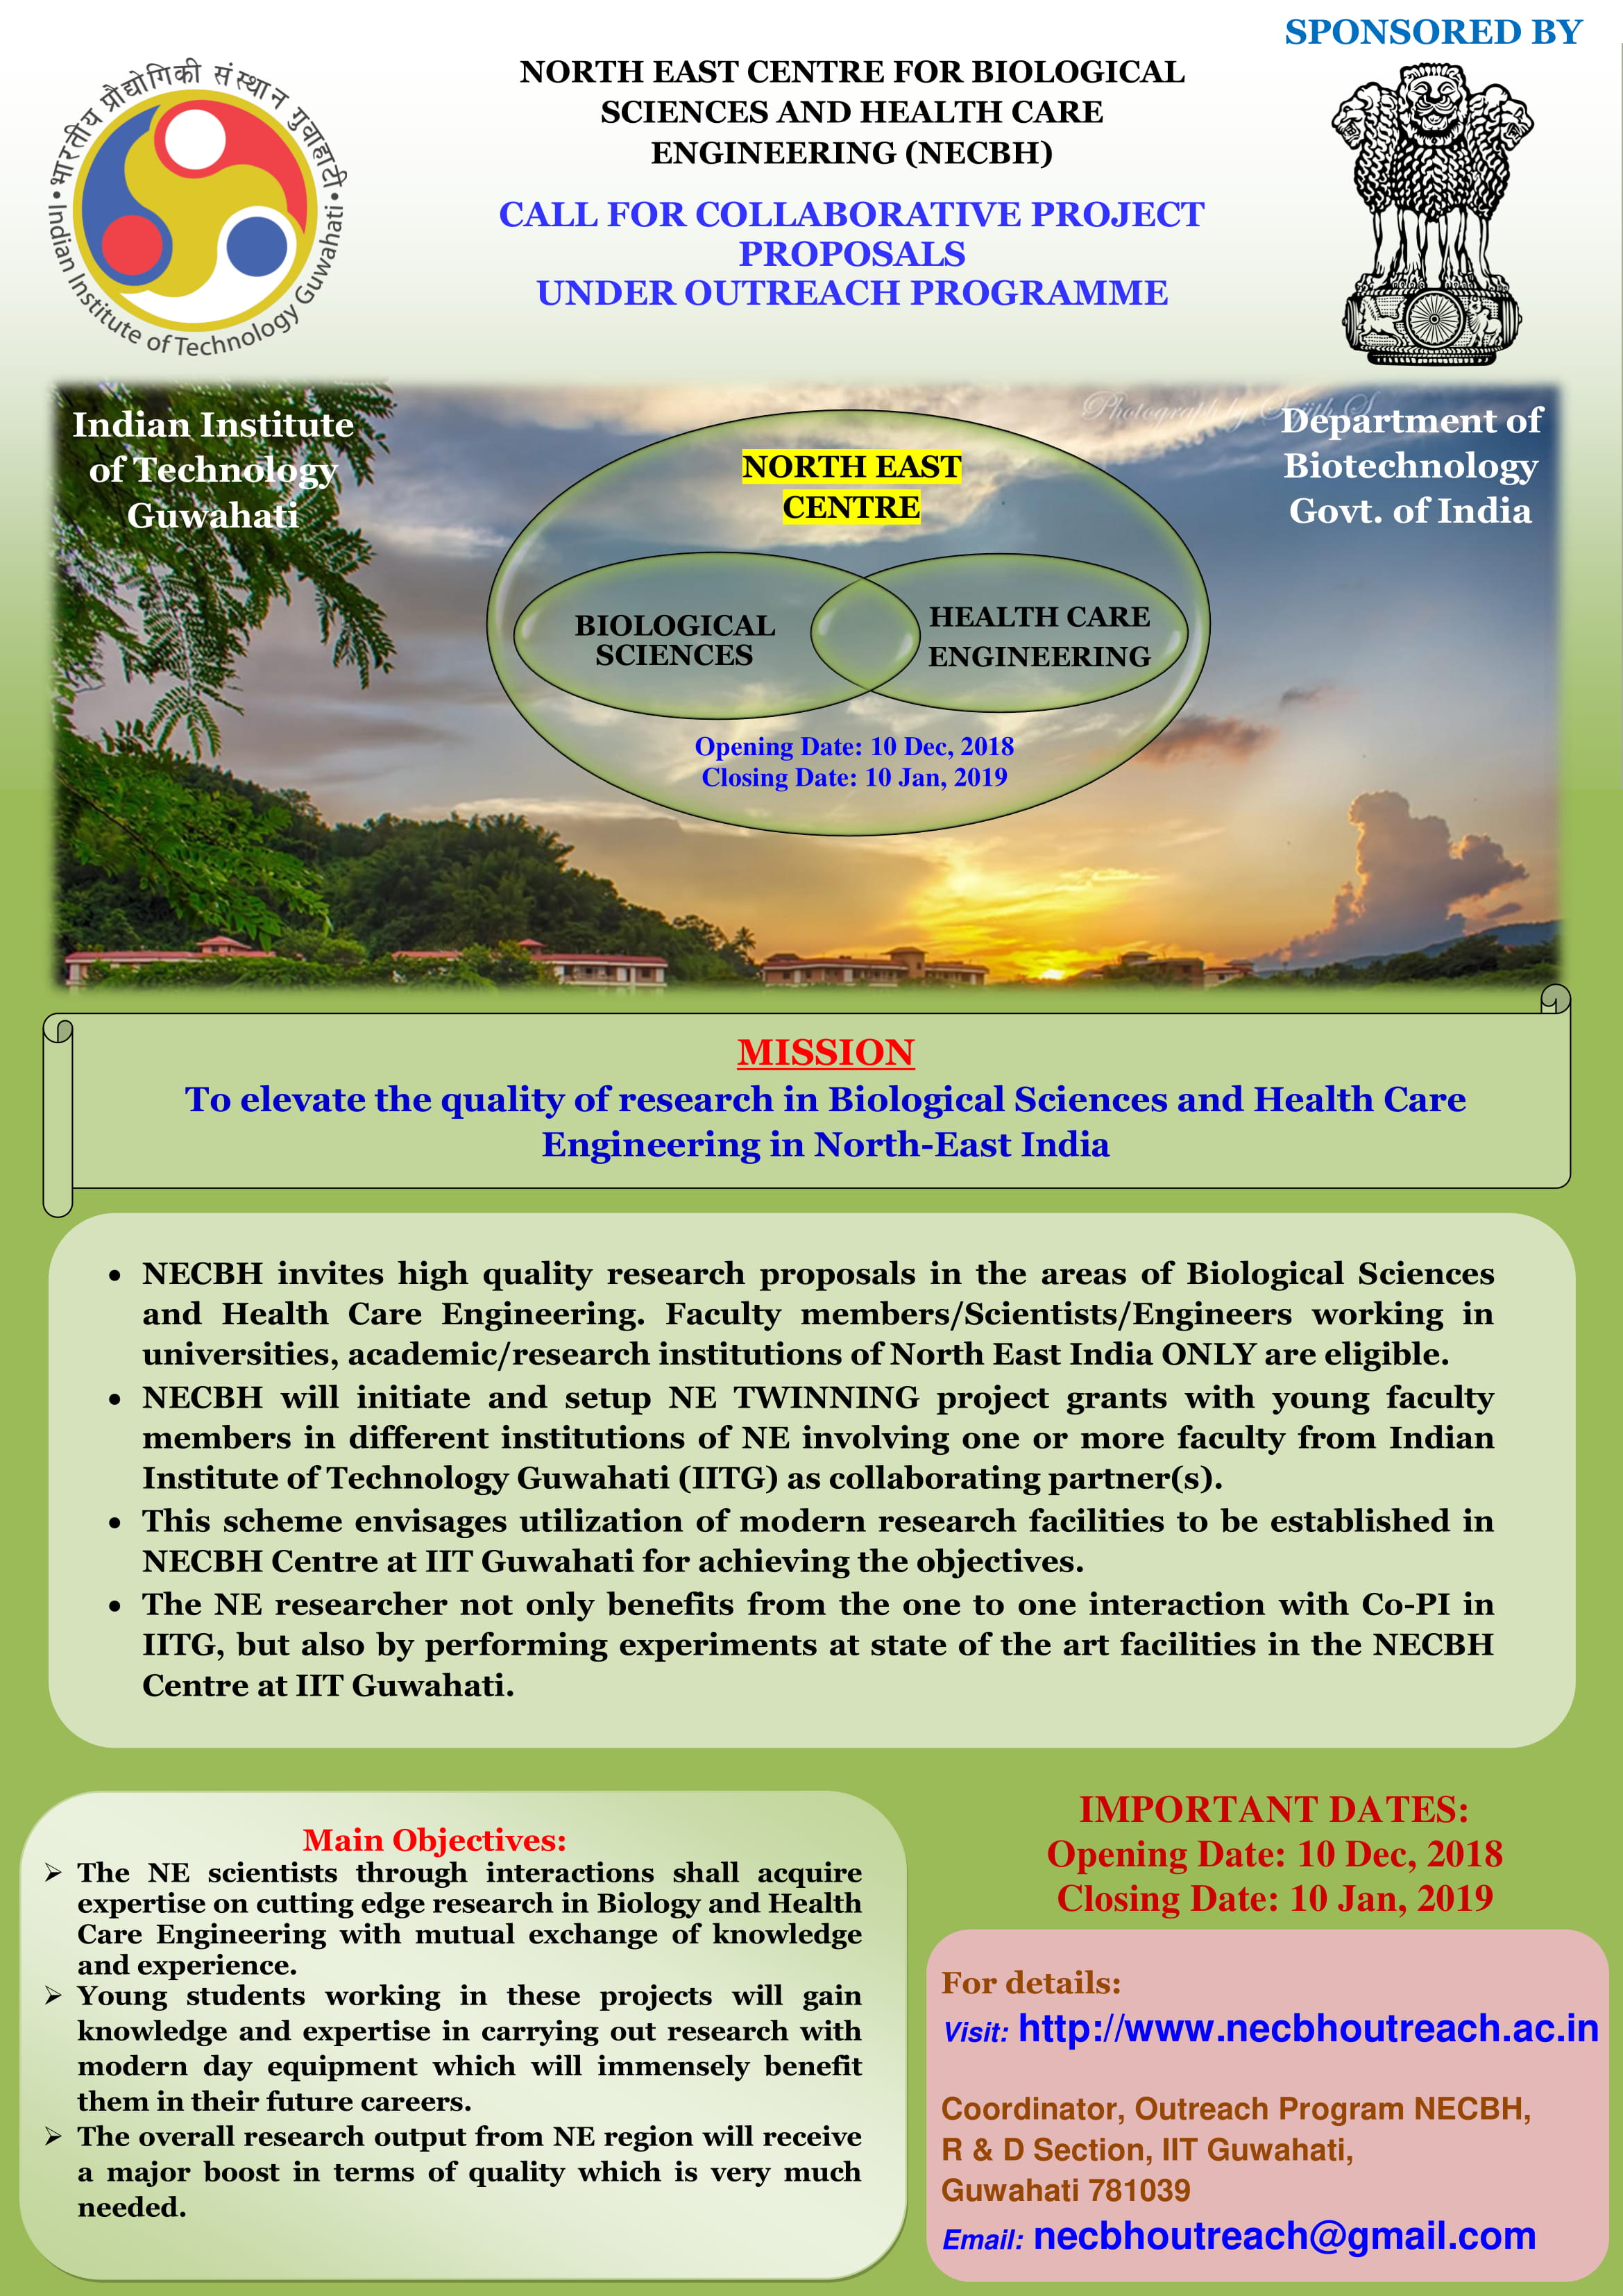 SPONSORED BY
भारतीय प्रौद्योगिकी संस्थान गुवाहाटी
Indian Institute of Technology Guwahati
NORTH EAST CENTRE FOR BIOLOGICAL
SCIENCES AND HEALTH CARE
ENGINEERING (NECBH)
CALL FOR COLLABORATIVE PROJECT
PROPOSALS
UNDER OUTREACH PROGRAMME
Indian Institute
of Technology
Guwahati
Photograph by
Department of
Biotechnology
Govt. of India
NORTH EAST
CENTRE
BIOLOGICAL
SCIENCES
HEALTH CARE
ENGINEERING
Opening Date: 10 Dec, 2018
Closing Date: 10 Jan, 2019
MISSION
To elevate the quality of research in Biological Sciences and Health Care
Engineering in North-East India
• NECBH invites high quality research proposals in the areas of Biological Sciences
and Health Care Engineering. Faculty members/Scientists/Engineers working in
universities, academic/research institutions of North East India ONLY are eligible.
• NECBH will initiate and setup NE TWINNING project grants with young faculty
members in different institutions of NE involving one or more faculty from Indian
Institute of Technology Guwahati (IITG) as collaborating partner(s).
• This scheme envisages utilization of modern research facilities to be established in
NECBH Centre at IIT Guwahati for achieving the objectives.
• The NE researcher not only benefits from the one to one interaction with Co-PI in
IITG, but also by performing experiments at state of the art facilities in the NECBH
Centre at IIT Guwahati.
Main Objectives:
➢ The NE scientists through interactions shall acquire
expertise on cutting edge research in Biology and Health
Care Engineering with mutual exchange of knowledge
and experience.
➢ Young students working in these projects will gain
knowledge and expertise in carrying out research with
modern day equipment which will immensely benefit
them in their future careers.
➢ The overall research output from NE region will receive
a major boost in terms of quality which is very much
needed.
IMPORTANT DATES:
Opening Date: 10 Dec, 2018
Closing Date: 10 Jan, 2019
For details:
Visit: http://www.necbhoutreach.ac.in
Coordinator, Outreach Program NECBH,
R & D Section, IIT Guwahati,
Guwahati 781039
Email: necbhoutreach@gmail.com